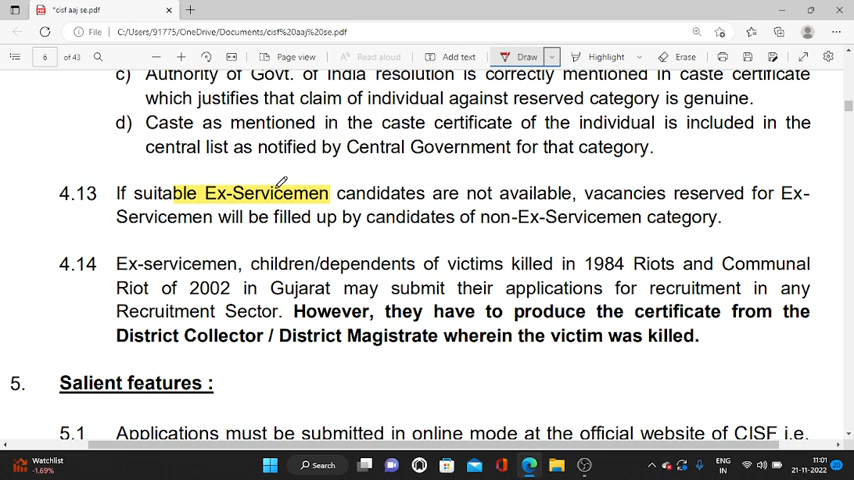 *cisf aaj se.pdf
File
C:/Users/91775/OneDrive/Documents/cisf%20aaj%20se.pdf
6 of 43
Page view
Read aloud
Add text
Draw
Highlight
Erase
c) Authority of Govt. of India resolution is correctly mentioned in caste certificate
which justifies that claim of individual against reserved category is genuine.
d) Caste as mentioned in the caste certificate of the individual is included in the
central list as notified by Central Government for that category.
4.13 If suitable Ex-Servicemen candidates are not available, vacancies reserved for Ex-
Servicemen will be filled up by candidates of non-Ex-Servicemen category.
4.14 Ex-servicemen, children/dependents of victims killed in 1984 Riots and Communal
Riot of 2002 in Gujarat may submit their applications for recruitment in any
Recruitment Sector. However, they have to produce the certificate from the
District Collector / District Magistrate wherein the victim was killed.
5. Salient features :
5.1 Applications must be submitted in online mode at the official website of CISF i.e.
Watchlist
-1.69%
Search
ENG
IN
11:01
21-11-2022